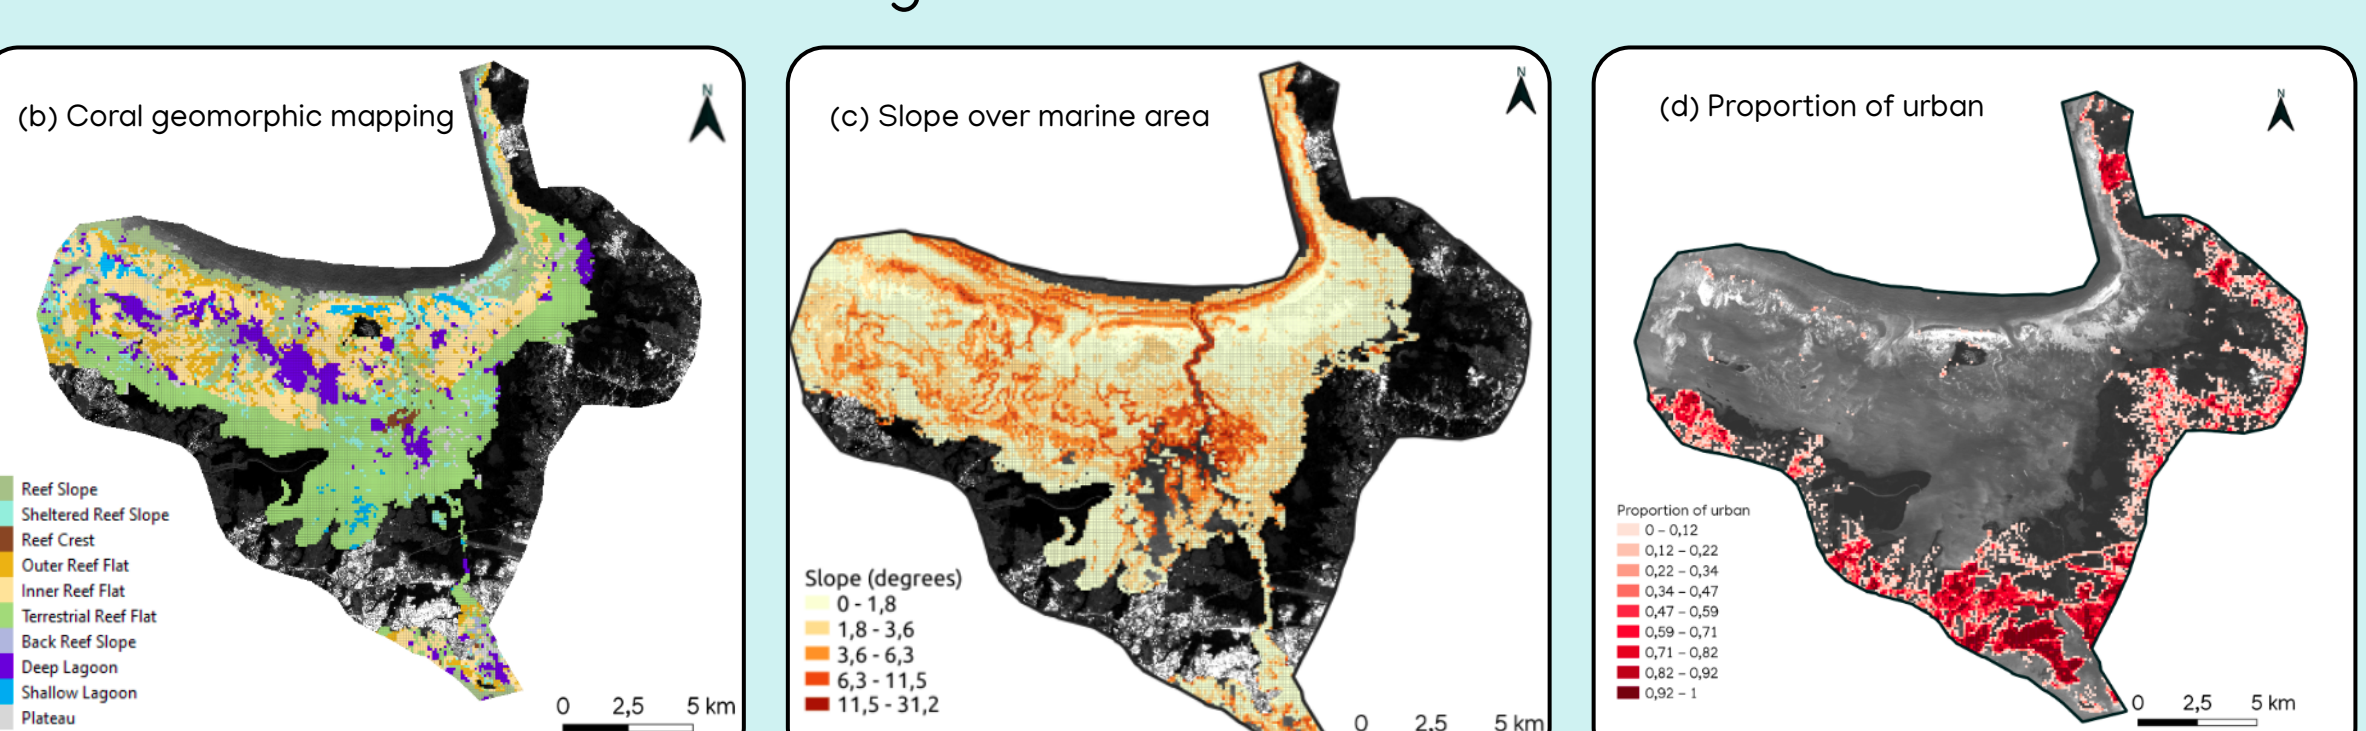 (b) Coral geomorphic mapping
N
Reef Slope
Sheltered Reef Slope
Reef Crest
Outer Reef Flat
Inner Reef Flat
Terrestrial Reef Flat
Back Reef Slope
Deep Lagoon
Shallow Lagoon
Plateau
0 2,5 5 km
(c) Slope over marine area
N
Slope (degrees)
0 - 1,8
1,8 - 3,6
3,6 - 6,3
6,3 - 11,5
11,5 - 31,2
0 2,5 5 km
(d) Proportion of urban
N
Proportion of urban
0 – 0,12
0,12 – 0,22
0,22 – 0,34
0,34 – 0,47
0,47 – 0,59
0,59 – 0,71
0,71 – 0,82
0,82 – 0,92
0,92 – 1
0 2,5 5 km